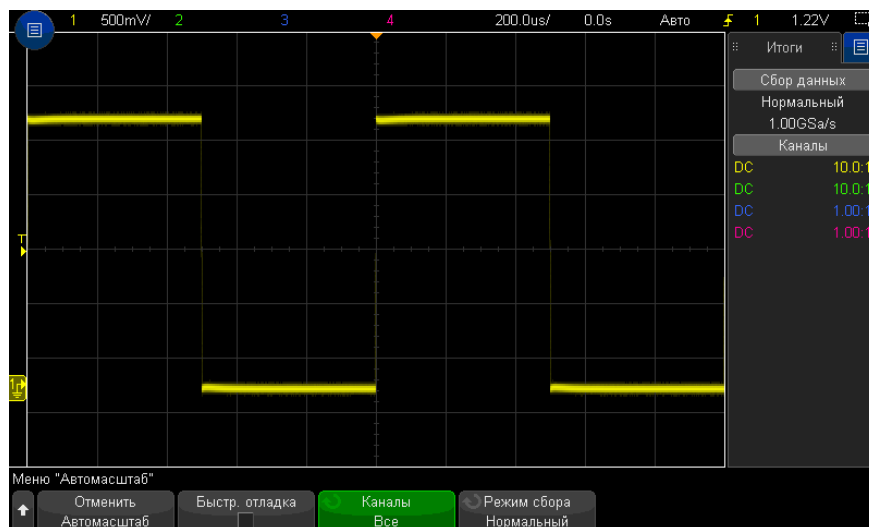 1 500mV/ 2 3 4 200.0us/ 0.0s Авто 1 1.22V
Итоги
Сбор данных
Нормальный
1.00GSa/s
Каналы
DC 10.0:1
DC 10.0:1
DC 1.00:1
DC 1.00:1
T
1
Меню "Автомасштаб"
Отменить Автомасштаб
Быстр. отладка
Каналы Все
Режим сбора Нормальный